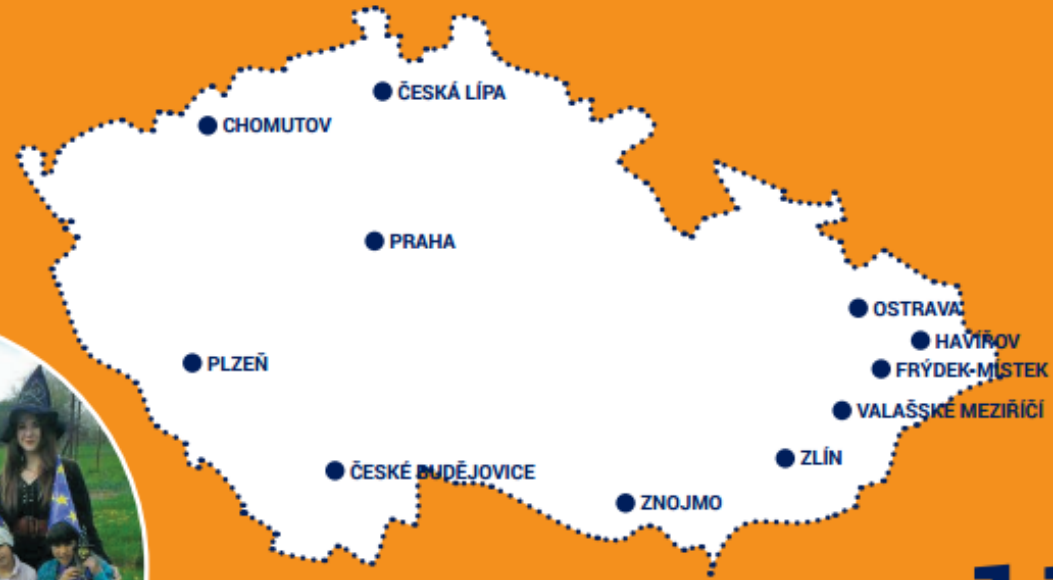 ČESKÁ LÍPA
CHOMUTOV
PRAHA
OSTRAVA
HAVÍŘOV
PLZEŇ
FRÝDEK-MÍSTEK
VALAŠSKÉ MEZIŘÍČÍ
ZLÍN
ČESKÉ BUDĚJOVICE
ZNOJMO